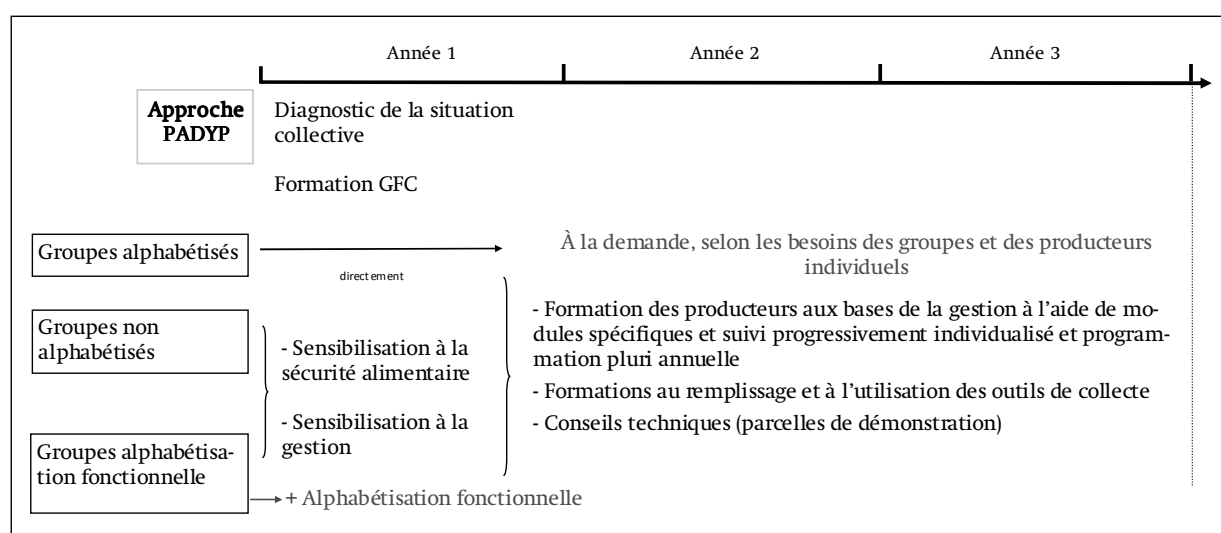 Année 1
Année 2
Année 3
Approche
PADYP
Diagnostic de la situation
collective
Formation GFC
Groupes alphabétisés
directement
À la demande, selon les besoins des groupes et des producteurs
individuels
Groupes non
alphabétisés
- Sensibilisation à la
sécurité alimentaire
- Sensibilisation à la
gestion
- Formation des producteurs aux bases de la gestion à l’aide de mo-
dules spécifiques et suivi progressivement individualisé et program-
mation pluri annuelle
- Formations au remplissage et à l’utilisation des outils de collecte
- Conseils techniques (parcelles de démonstration)
Groupes alphabétisa-
tion fonctionnelle
+ Alphabétisation fonctionnelle